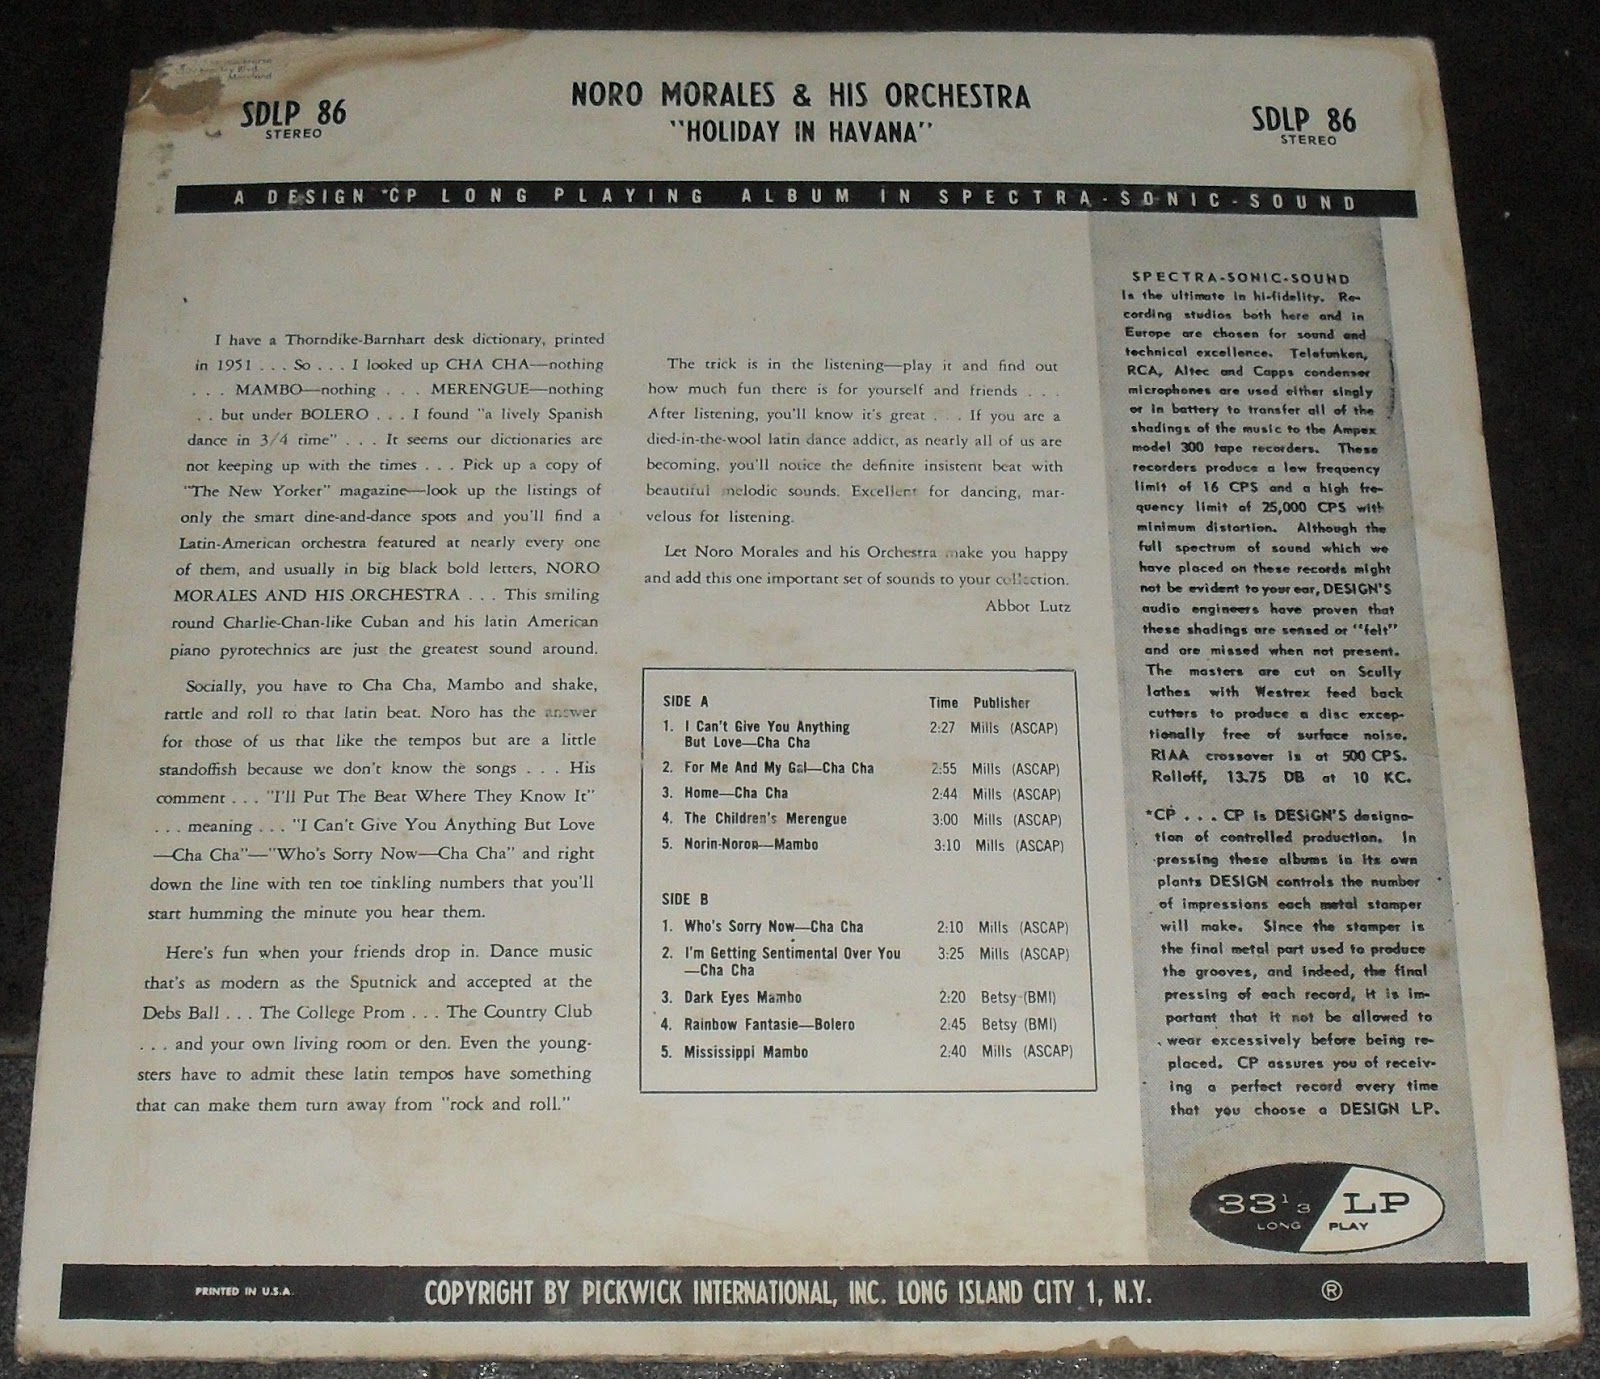 SDLP 86
STEREO
NORO MORALES & HIS ORCHESTRA
"HOLIDAY IN HAVANA"
SDLP 86
STEREO
A DESIGN *CP LONG PLAYING ALBUM IN SPECTRA-SONIC-SOUND
I have a Thorndike-Barnhart desk dictionary, printed
in 1951 . . . So . . . I looked up CHA CHA—nothing
. . . MAMBO—nothing . . . MERENGUE—nothing
. . but under BOLERO . . . I found "a lively Spanish
dance in 3/4 time" . . . It seems our dictionaries are
not keeping up with the times . . . Pick up a copy of
"The New Yorker" magazine—look up the listings of
only the smart dine-and-dance spots and you'll find a
Latin-American orchestra featured at nearly every one
of them, and usually in big black bold letters, NORO
MORALES AND HIS ORCHESTRA . . . This smiling
round Charlie-Chan-like Cuban and his latin American
piano pyrotechnics are just the greatest sound around.
Socially, you have to Cha Cha, Mambo and shake,
rattle and roll to that latin beat. Noro has the answer
for those of us that like the tempos but are a little
standoffish because we don't know the songs . . . His
comment . . . "I'll Put The Beat Where They Know It"
. . . meaning . . . "I Can't Give You Anything But Love
—Cha Cha"—"Who's Sorry Now—Cha Cha" and right
down the line with ten toe tinkling numbers that you'll
start humming the minute you hear them.
Here's fun when your friends drop in. Dance music
that's as modern as the Sputnick and accepted at the
Debs Ball . . . The College Prom . . . The Country Club
. . . and your own living room or den. Even the young-
sters have to admit these latin tempos have something
that can make them turn away from "rock and roll."
The trick is in the listening—play it and find out
how much fun there is for yourself and friends . . .
After listening, you'll know it's great . . . If you are a
died-in-the-wool latin dance addict, as nearly all of us are
becoming, you'll notice the definite insistent beat with
beautiful melodic sounds. Excellent for dancing, mar-
velous for listening.
Let Noro Morales and his Orchestra make you happy
and add this one important set of sounds to your collection.
Abbot Lutz
SIDE A Time Publisher
1. I Can't Give You Anything
But Love—Cha Cha 2:27 Mills (ASCAP)
2. For Me And My Gal—Cha Cha 2:55 Mills (ASCAP)
3. Home—Cha Cha 2:44 Mills (ASCAP)
4. The Children's Merengue 3:00 Mills (ASCAP)
5. Norin-Noron—Mambo 3:10 Mills (ASCAP)
SIDE B
1. Who's Sorry Now—Cha Cha 2:10 Mills (ASCAP)
2. I'm Getting Sentimental Over You 3:25 Mills (ASCAP)
—Cha Cha
3. Dark Eyes Mambo 2:20 Betsy (BMI)
4. Rainbow Fantasie—Bolero 2:45 Betsy (BMI)
5. Mississippi Mambo 2:40 Mills (ASCAP)
SPECTRA-SONIC-SOUND
Is the ultimate in hi-fidelity. Re-
cording studios both here and in
Europe are chosen for sound and
technical excellence. Telefunken,
RCA, Altec and Capps condenser
microphones are used either singly
or in battery to transfer all of the
shadings of the music to the Ampex
model 300 tape recorders. These
recorders produce a low frequency
limit of 16 CPS and a high fre-
quency limit of 25,000 CPS with
minimum distortion. Although the
full spectrum of sound which we
have placed on these records might
not be evident to your ear, DESIGN'S
audio engineers have proven that
these shadings are sensed or "felt"
and are missed when not present.
The masters are cut on Scully
lathes with Westrex feed back
cutters to produce a disc excep-
tionally free of surface noise.
RIAA crossover is at 500 CPS.
Rolloff, 13.75 DB at 10 KC.
*CP . . . CP is DESIGN'S designa-
tion of controlled production. In
pressing these albums in its own
plants DESIGN controls the number
of impressions each metal stamper
will make. Since the stamper is
the final metal part used to produce
the grooves, and indeed, the final
pressing of each record, it is im-
portant that it not be allowed to
wear excessively before being re-
placed. CP assures you of receiv-
ing a perfect record every time
that you choose a DESIGN LP.
33 1/3 LP
LONG PLAY
PRINTED IN U.S.A.
COPYRIGHT BY PICKWICK INTERNATIONAL, INC. LONG ISLAND CITY 1, N.Y.
®